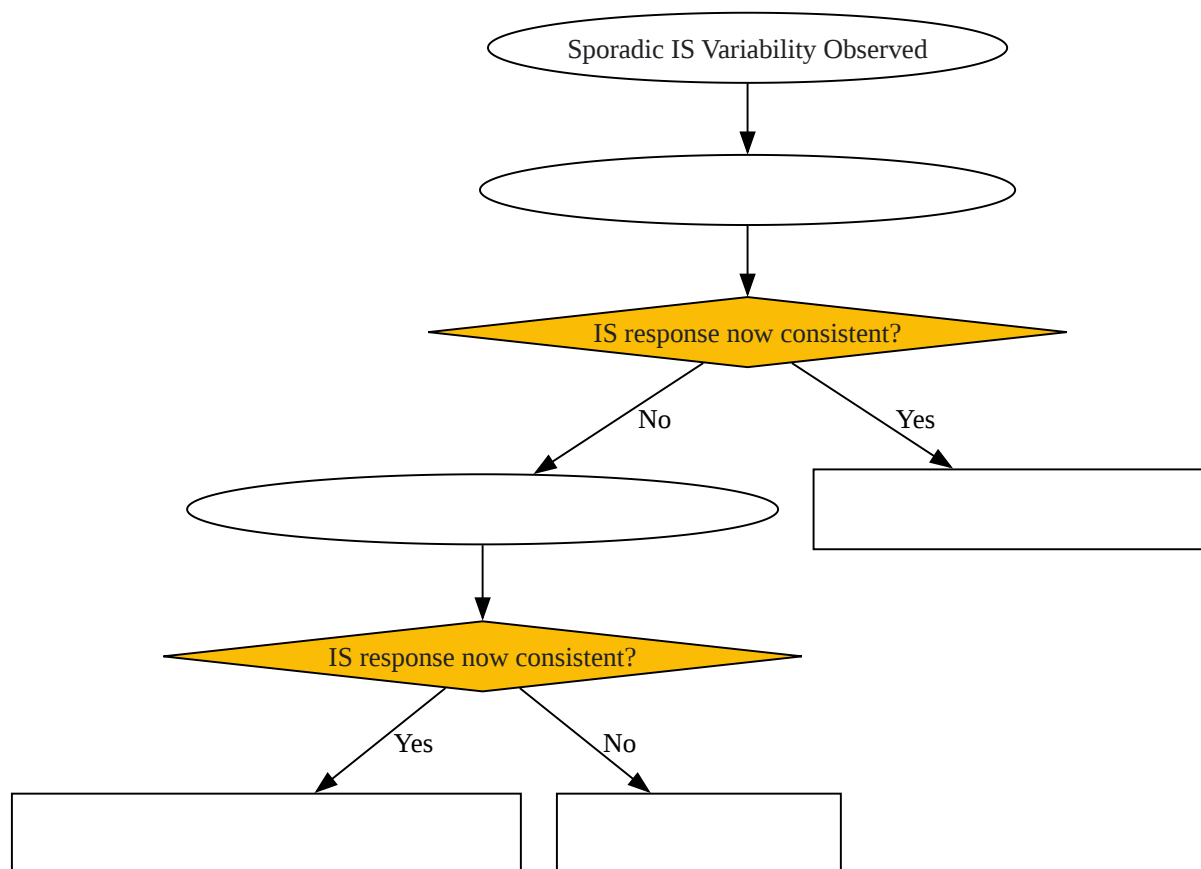 Sporadic IS Variability Observed
IS response now consistent?
No
Yes
IS response now consistent?
Yes
No